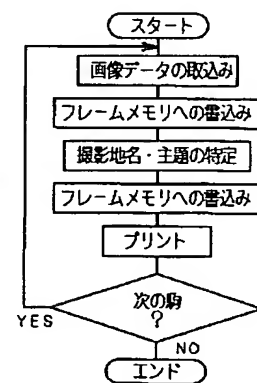 スタート
画像データの取込み
フレームメモリへの書込み
撮影地名・主題の特定
フレームメモリへの書込み
プリント
次の駒
?
YES
NO
エンド